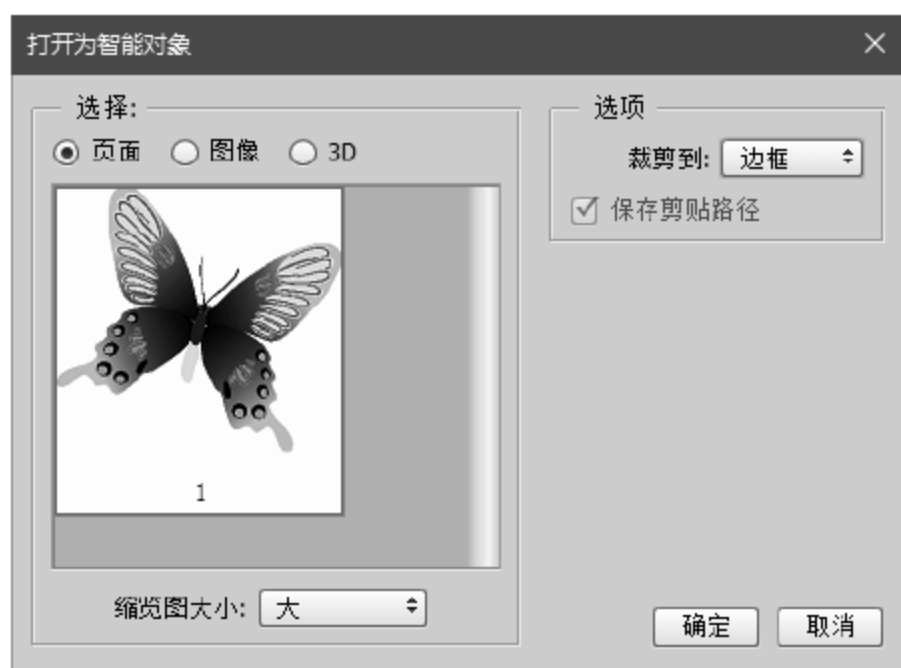 打开为智能对象
选择:
页面 图像 3D
1
缩览图大小: 大
选项
裁剪到: 边框
保存剪贴路径
确定 取消